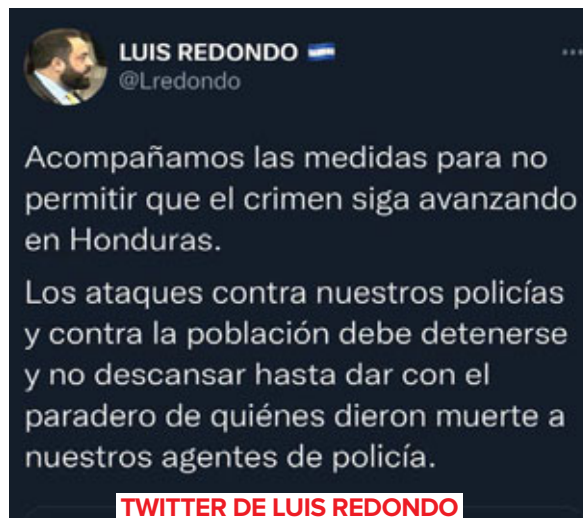 LUIS REDONDO
@Lredondo
Acompañamos las medidas para no
permitir que el crimen siga avanzando
en Honduras.
Los ataques contra nuestros policías
y contra la población debe detenerse
y no descansar hasta dar con el
paradero de quiénes dieron muerte a
nuestros agentes de policía.
TWITTER DE LUIS REDONDO